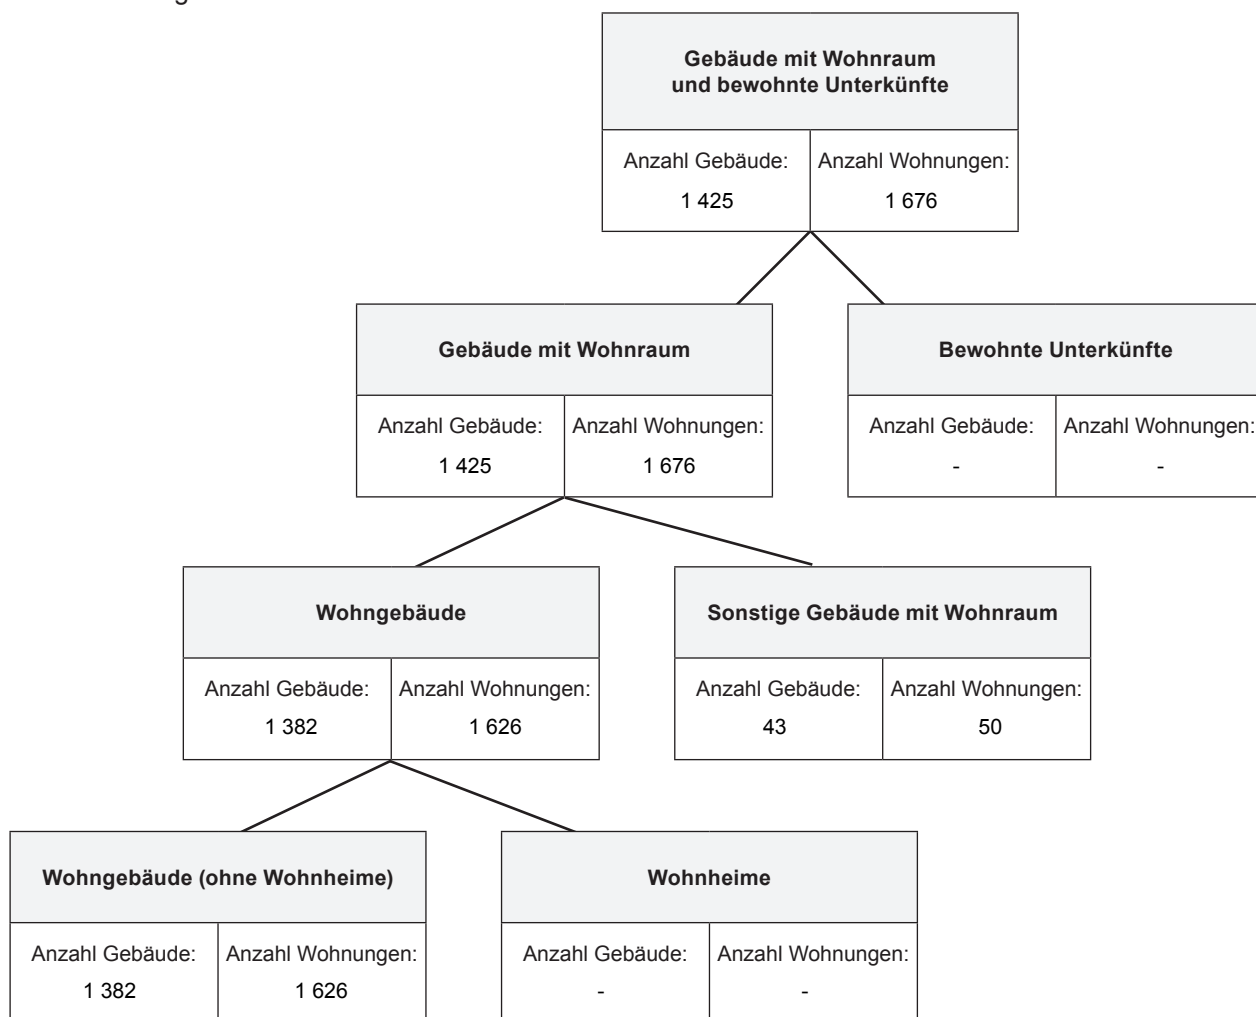 Gebäude mit Wohnraum
und bewohnte Unterkünfte
Anzahl Gebäude: Anzahl Wohnungen:
1 425 1 676
Gebäude mit Wohnraum
Bewohnte Unterkünfte
Anzahl Gebäude: Anzahl Wohnungen:
1 425 1 676
Anzahl Gebäude: Anzahl Wohnungen:
- -
Wohngebäude
Sonstige Gebäude mit Wohnraum
Anzahl Gebäude: Anzahl Wohnungen:
1 382 1 626
Anzahl Gebäude: Anzahl Wohnungen:
43 50
Wohngebäude (ohne Wohnheime)
Wohnheime
Anzahl Gebäude: Anzahl Wohnungen:
1 382 1 626
Anzahl Gebäude: Anzahl Wohnungen:
- -